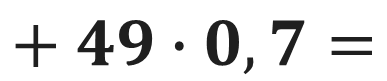 + 49 · 0,7 =